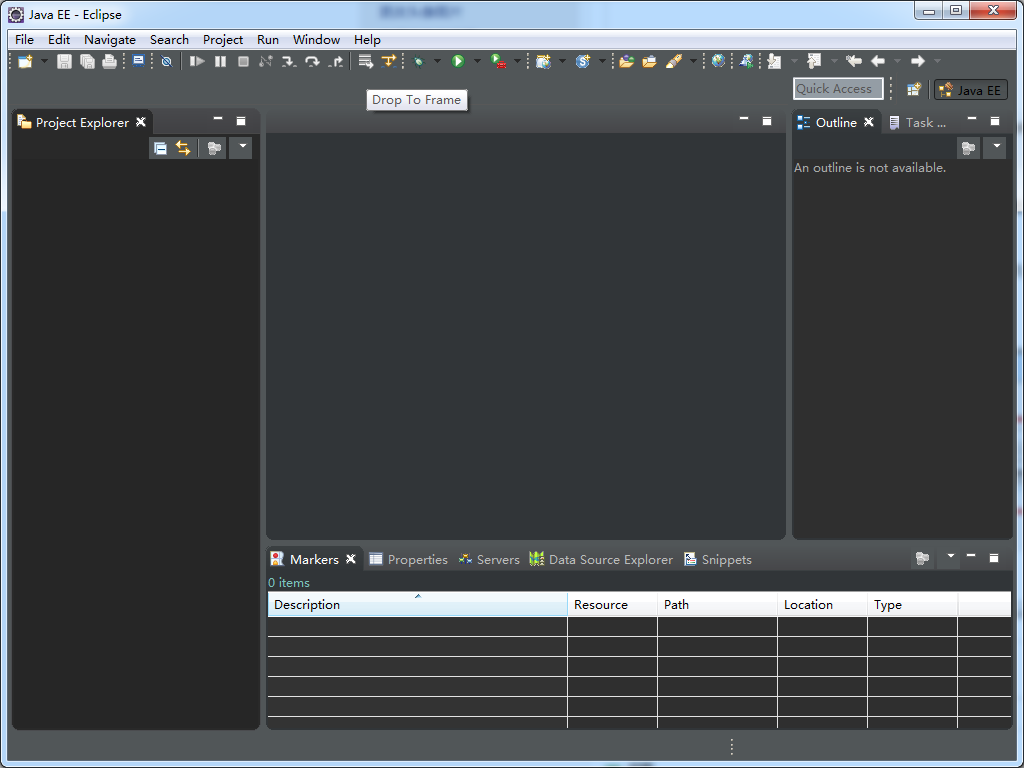 Java EE - Eclipse
File Edit Navigate Search Project Run Window Help
Quick Access
Java EE
Drop To Frame
Project Explorer
Outline
Task ...
An outline is not available.
Markers Properties Servers Data Source Explorer Snippets
0 items
Description Resource Path Location Type